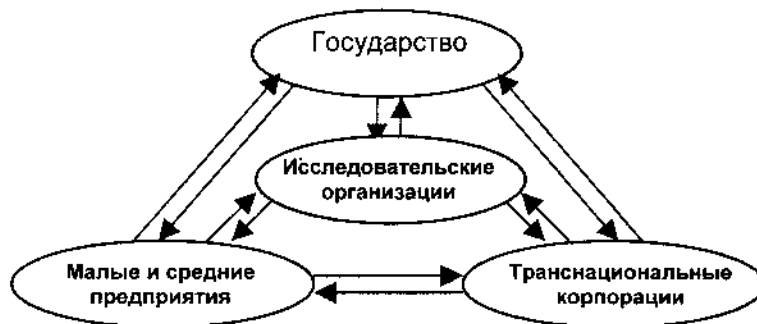 Государство
Исследовательские
организации
Малые и средние
предприятия
Транснациональные
корпорации